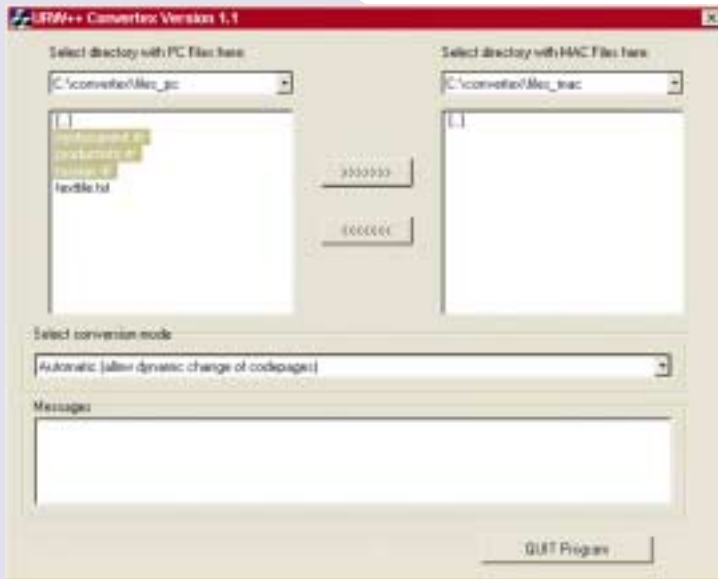 URW++ Convertex Version 1.1
Select directory with PC Files here:
Select directory with MAC Files here:
C:\convertex\files_pc
C:\convertex\files_mac
[..]
[..]
textfile.txt
>>>>>>>
<<<<<<<
Select conversion mode
Automatic (allow dynamic change of codepages)
Messages
QUIT Program